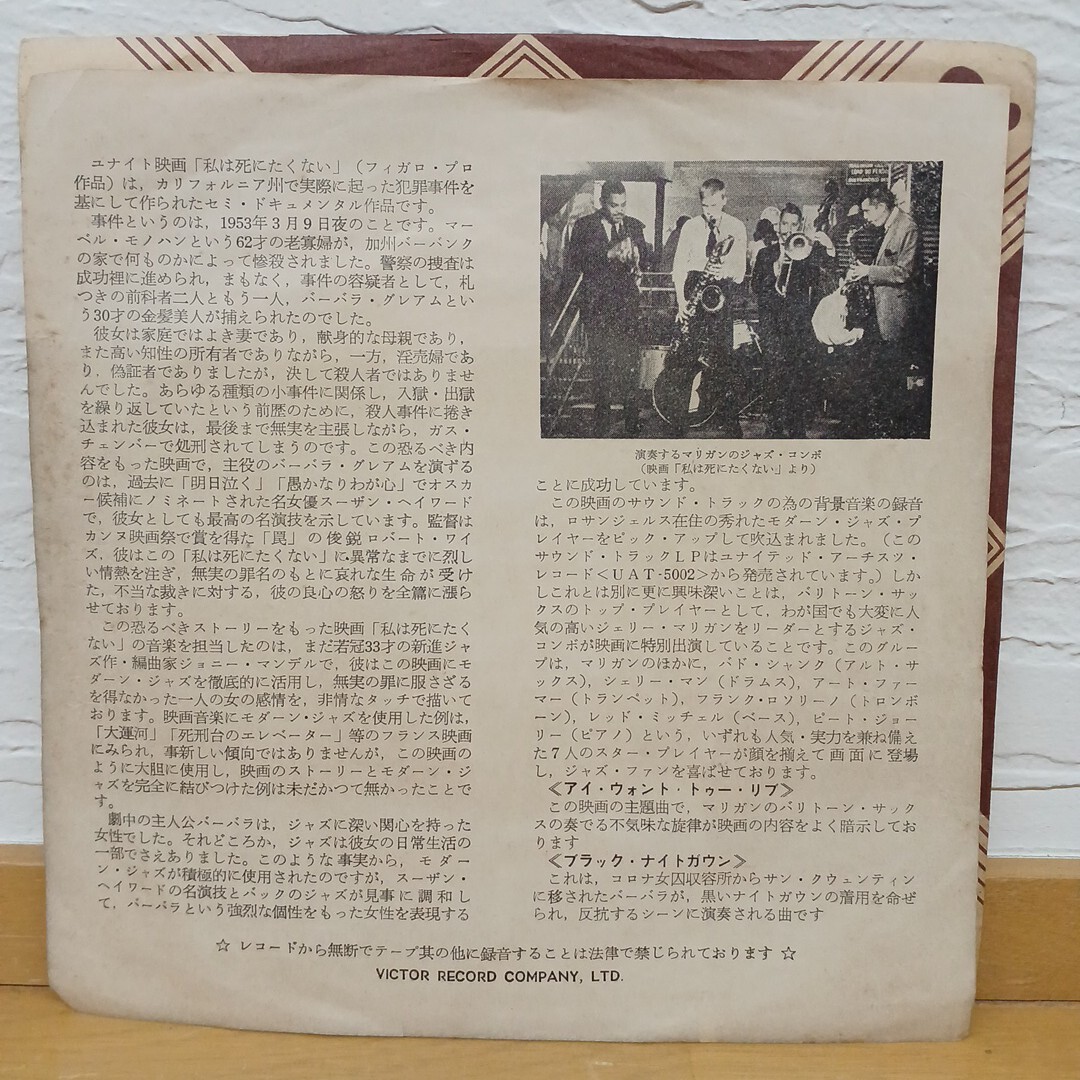 ユナイト映画「私は死にたくない」（フィガロ・プロ
作品）は，カリフォルニア州で実際に起った犯罪事件を
基にして作られたセミ・ドキュメンタル作品です。
事件というのは，1953年3月9日夜のことです。マー
ベル・モノハンという62才の老寡婦が，加州バーバンク
の家で何ものかによって惨殺されました。警察の捜査は
成功裡に進められ，まもなく，事件の容疑者として，札
つきの前科者二人ともう一人，バーバラ・グレアムとい
う30才の金髪美人が捕えられたのでした。
彼女は家庭ではよき妻であり，献身的な母親であり，
また高い知性の所有者でありながら，一方，淫売婦であ
り，偽証者でありましたが，決して殺人者ではありませ
んでした。あらゆる種類の小事件に関係し，入獄・出獄
を繰り返していたという前歴のために，殺人事件に捲き
込まれた彼女は，最後まで無実を主張しながら，ガス・
チェンバーで処刑されてしまうのです。この恐るべき内
容をもった映画で，主役のバーバラ・グレアムを演ずる
のは，過去に「明日泣く」「愚かなりわが心」でオスカ
ー候補にノミネートされた名女優スーザン・ヘイワード
で，彼女としても最高の名演技を示しています。監督は
カンヌ映画祭で賞を得た「罠」の俊鋭ロバート・ワイ
ズ，彼はこの「私は死にたくない」に異常なまでに烈し
い情熱を注ぎ，無実の罪名のもとに哀れな生命が受け
た，不当な裁きに対する，彼の良心の怒りを全篇に漲ら
せております。
この恐るべきストーリーをもった映画「私は死にたく
ない」の音楽を担当したのは，まだ若冠33才の新進ジャ
ズ作・編曲家ジョニー・マンデルで，彼はこの映画にモ
ダーン・ジャズを徹底的に活用し，無実の罪に服さざる
を得なかった一人の女の感情を，非情なタッチで描いて
おります。映画音楽にモダーン・ジャズを使用した例は，
「大運河」「死刑台のエレベーター」等のフランス映画
にみられ，事新しい傾向ではありませんが，この映画の
ように大胆に使用し，映画のストーリーとモダーン・ジ
ャズを完全に結びつけた例は未だかつて無かったことで
す。
劇中の主人公バーバラは，ジャズに深い関心を持った
女性でした。それどころか，ジャズは彼女の日常生活の
一部でさえありました。このような事実から，モダー
ン・ジャズが積極的に使用されたのですが，スーザン・
ヘイワードの名演技とバックのジャズが見事に調和し
て，バーバラという強烈な個性をもった女性を表現する
演奏するマリガンのジャズ・コンボ
（映画「私は死にたくない」より）
ことに成功しています。
この映画のサウンド・トラックの為の背景音楽の録音
は，ロサンジェルス在住の秀れたモダーン・ジャズ・プ
レイヤーをピック・アップして吹込まれました。（この
サウンド・トラックLPはユナイテッド・アーチスツ・
レコード＜UAT-5002＞から発売されています。）しか
しこれとは別に更に興味深いことは，バリトーン・サッ
クスのトップ・プレイヤーとして，わが国でも大変に人
気の高いジェリー・マリガンをリーダーとするジャズ・
コンボが映画に特別出演していることです。このグルー
プは，マリガンのほかに，バド・シャンク（アルト・サ
ックス），シェリー・マン（ドラムス），アート・ファー
マー（トランペット），フランク・ロソリーノ（トロンボ
ーン），レッド・ミッチェル（ベース），ピート・ジョー
リー（ピアノ）という，いずれも人気・実力を兼ね備え
た7人のスター・プレイヤーが顔を揃えて画面に登場
し，ジャズ・ファンを喜ばせております。
≪アイ・ウォント・トゥー・リブ≫
この映画の主題曲で，マリガンのバリトーン・サック
スの奏でる不気味な旋律が映画の内容をよく暗示してお
ります
≪ブラック・ナイトガウン≫
これは，コロナ女囚収容所からサン・クウェンティン
に移されたバーバラが，黒いナイトガウンの着用を命ぜ
られ，反抗するシーンに演奏される曲です
☆ レコードから無断でテープ其の他に録音することは法律で禁じられております ☆
VICTOR RECORD COMPANY, LTD.